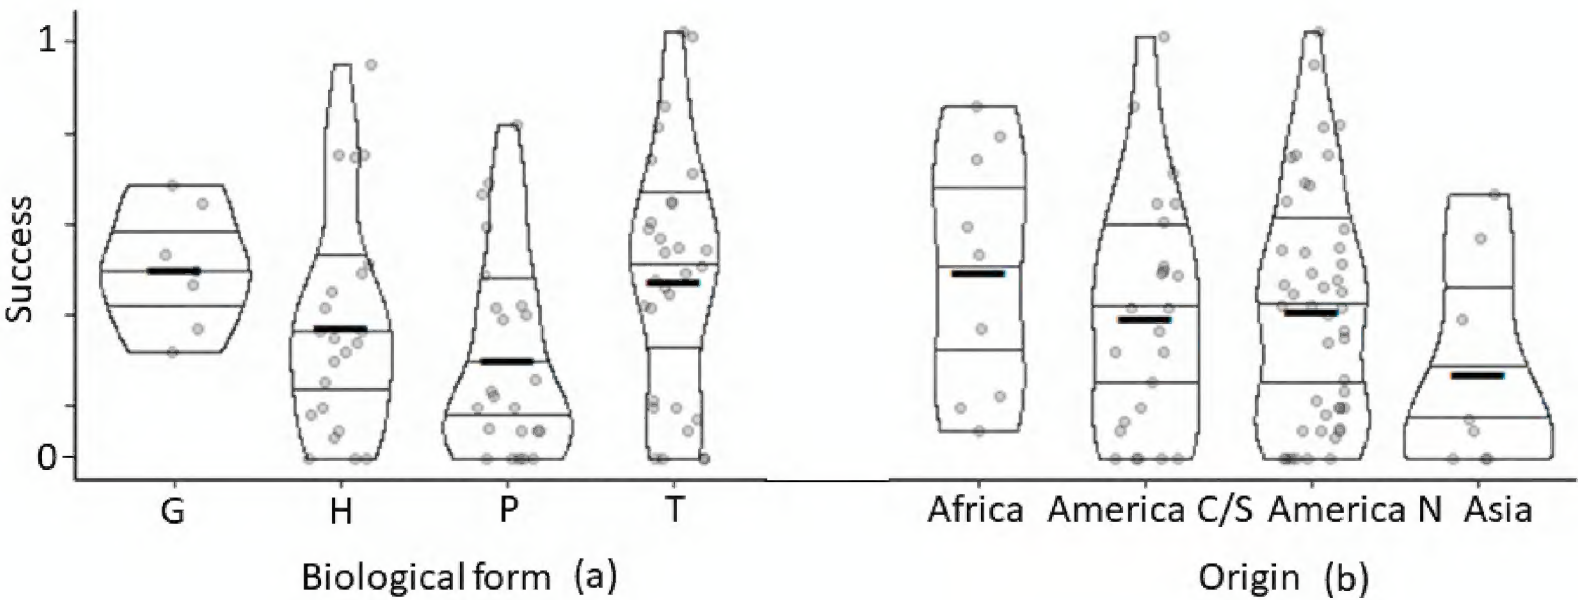 Success
1
0
G H P T
Africa America C/S America N Asia
Biological form (a)
Origin (b)